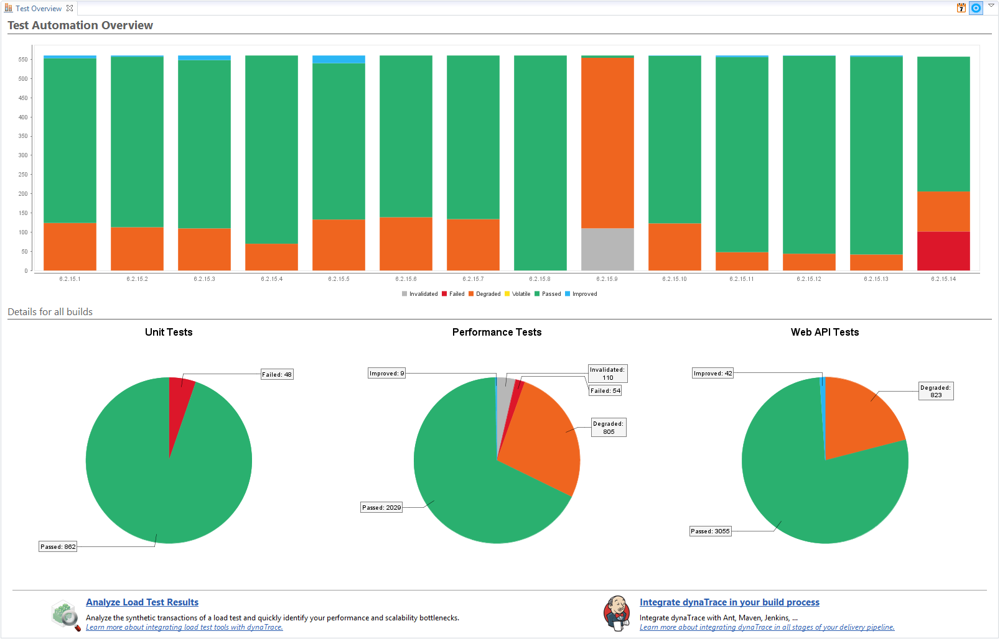 Test Overview
7
Test Automation Overview
550
500
450
400
350
300
250
200
150
100
50
0
6.2.15.1 6.2.15.2 6.2.15.3 6.2.15.4 6.2.15.5 6.2.15.6 6.2.15.7 6.2.15.8 6.2.15.9 6.2.15.10 6.2.15.11 6.2.15.12 6.2.15.13 6.2.15.14
Invalidated Failed Degraded Volatile Passed Improved
Details for all builds
Unit Tests
Failed: 48
Passed: 862
Performance Tests
Improved: 9
Invalidated:
110
Failed: 54
Degraded:
805
Passed: 2029
Web API Tests
Improved: 42
Degraded:
823
Passed: 3055
Analyze Load Test Results
Analyze the synthetic transactions of a load test and quickly identify your performance and scalability bottlenecks.
Learn more about integrating load test tools with dynaTrace.
Integrate dynaTrace in your build process
Integrate dynaTrace with Ant, Maven, Jenkins, ...
Learn more about integrating dynaTrace in all stages of your delivery pipeline.